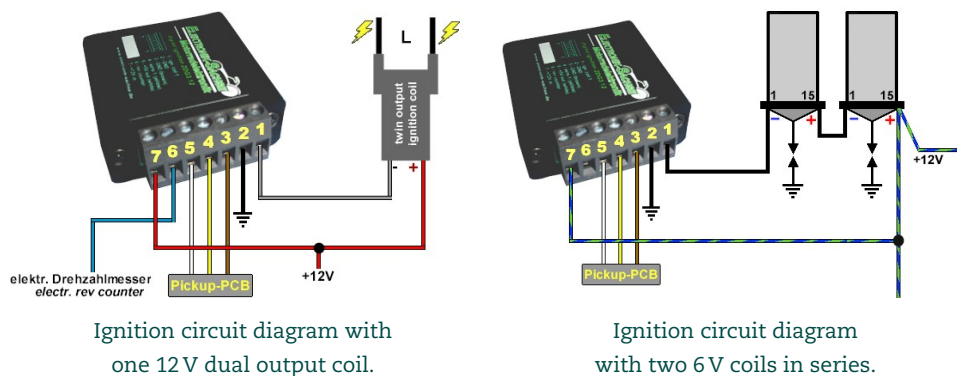 L
twin output
ignition coil
- +
7 6 5 4 3 2 1
elektr. Drehzahlmesser
electr. rev counter
Pickup-PCB
+12V
Ignition circuit diagram with
one 12 V dual output coil.
1 15 1 15
- + - +
+12V
7 6 5 4 3 2 1
Pickup-PCB
Ignition circuit diagram
with two 6 V coils in series.